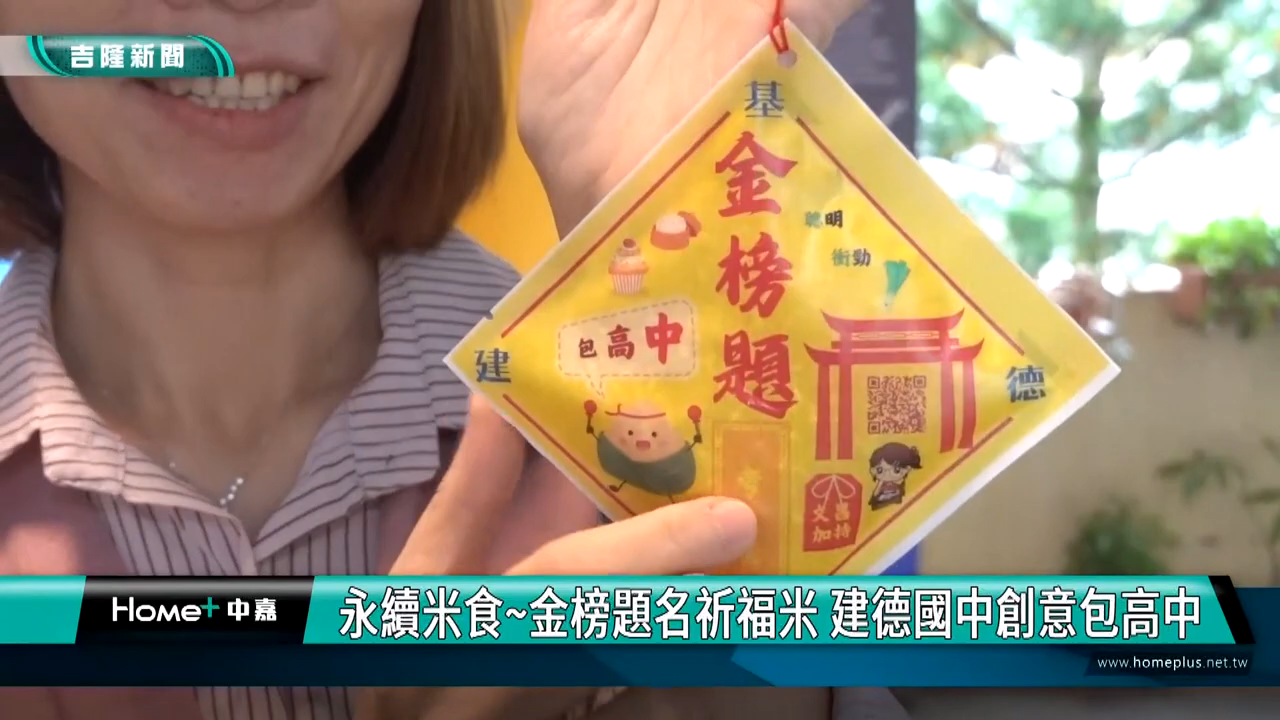 吉隆新聞
基
金榜題
聰明
衝勁
包高中
建
德
文昌
加持
Home+ 中嘉
永續米食~金榜題名祈福米 建德國中創意包高中
www.homeplus.net.tw